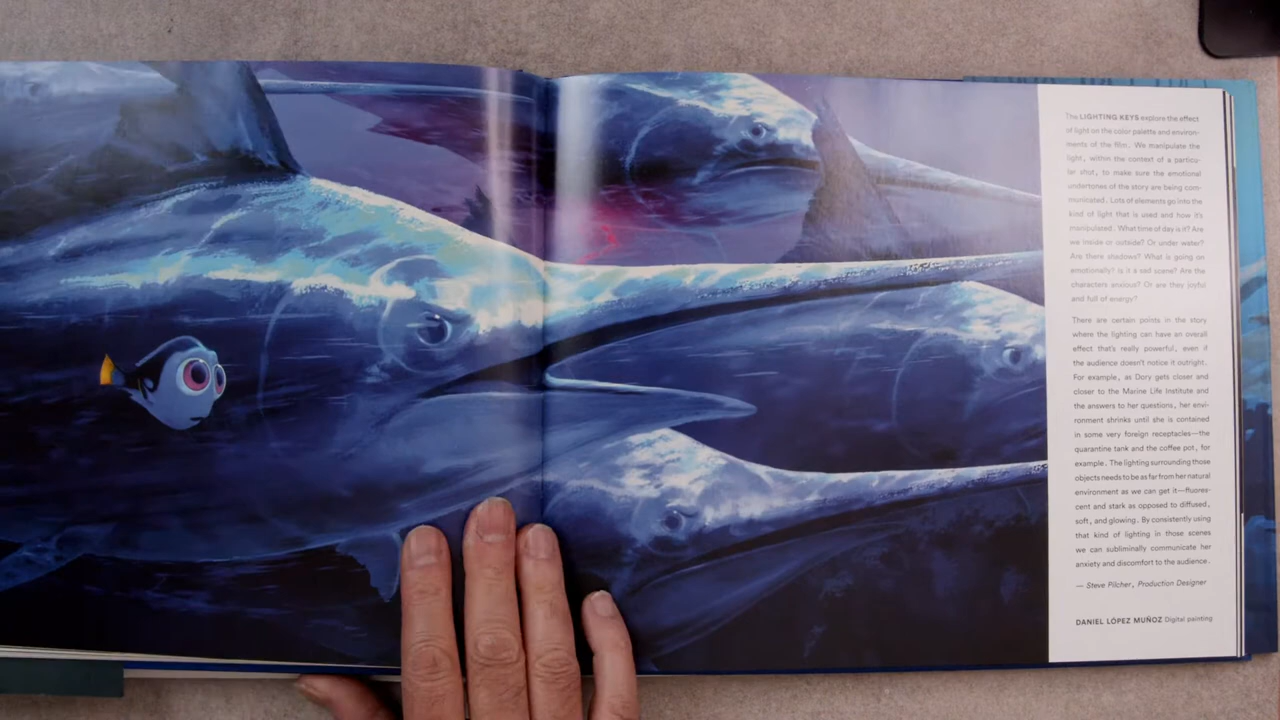 The LIGHTING KEYS explore the effect
of light on the color palette and environ-
ments of the film. We manipulate the
light, within the context of a particu-
lar shot, to make sure the emotional
undertones of the story are being com-
municated. Lots of elements go into the
kind of light that is used and how it's
manipulated. What time of day is it? Are
we inside or outside? Or under water?
Are there shadows? What is going on
emotionally? Is it a sad scene? Are the
characters anxious? Or are they joyful
and full of energy?
There are certain points in the story
where the lighting can have an overall
effect that's really powerful, even if
the audience doesn't notice it outright.
For example, as Dory gets closer and
closer to the Marine Life Institute and
the answers to her questions, her envi-
ronment shrinks until she is contained
in some very foreign receptacles—the
quarantine tank and the coffee pot, for
example. The lighting surrounding those
objects needs to be as far from her natural
environment as we can get it—fluores-
cent and stark as opposed to diffused,
soft, and glowing. By consistently using
that kind of lighting in those scenes
we can subliminally communicate her
anxiety and discomfort to the audience.
— Steve Pilcher, Production Designer
DANIEL LÓPEZ MUÑOZ Digital painting